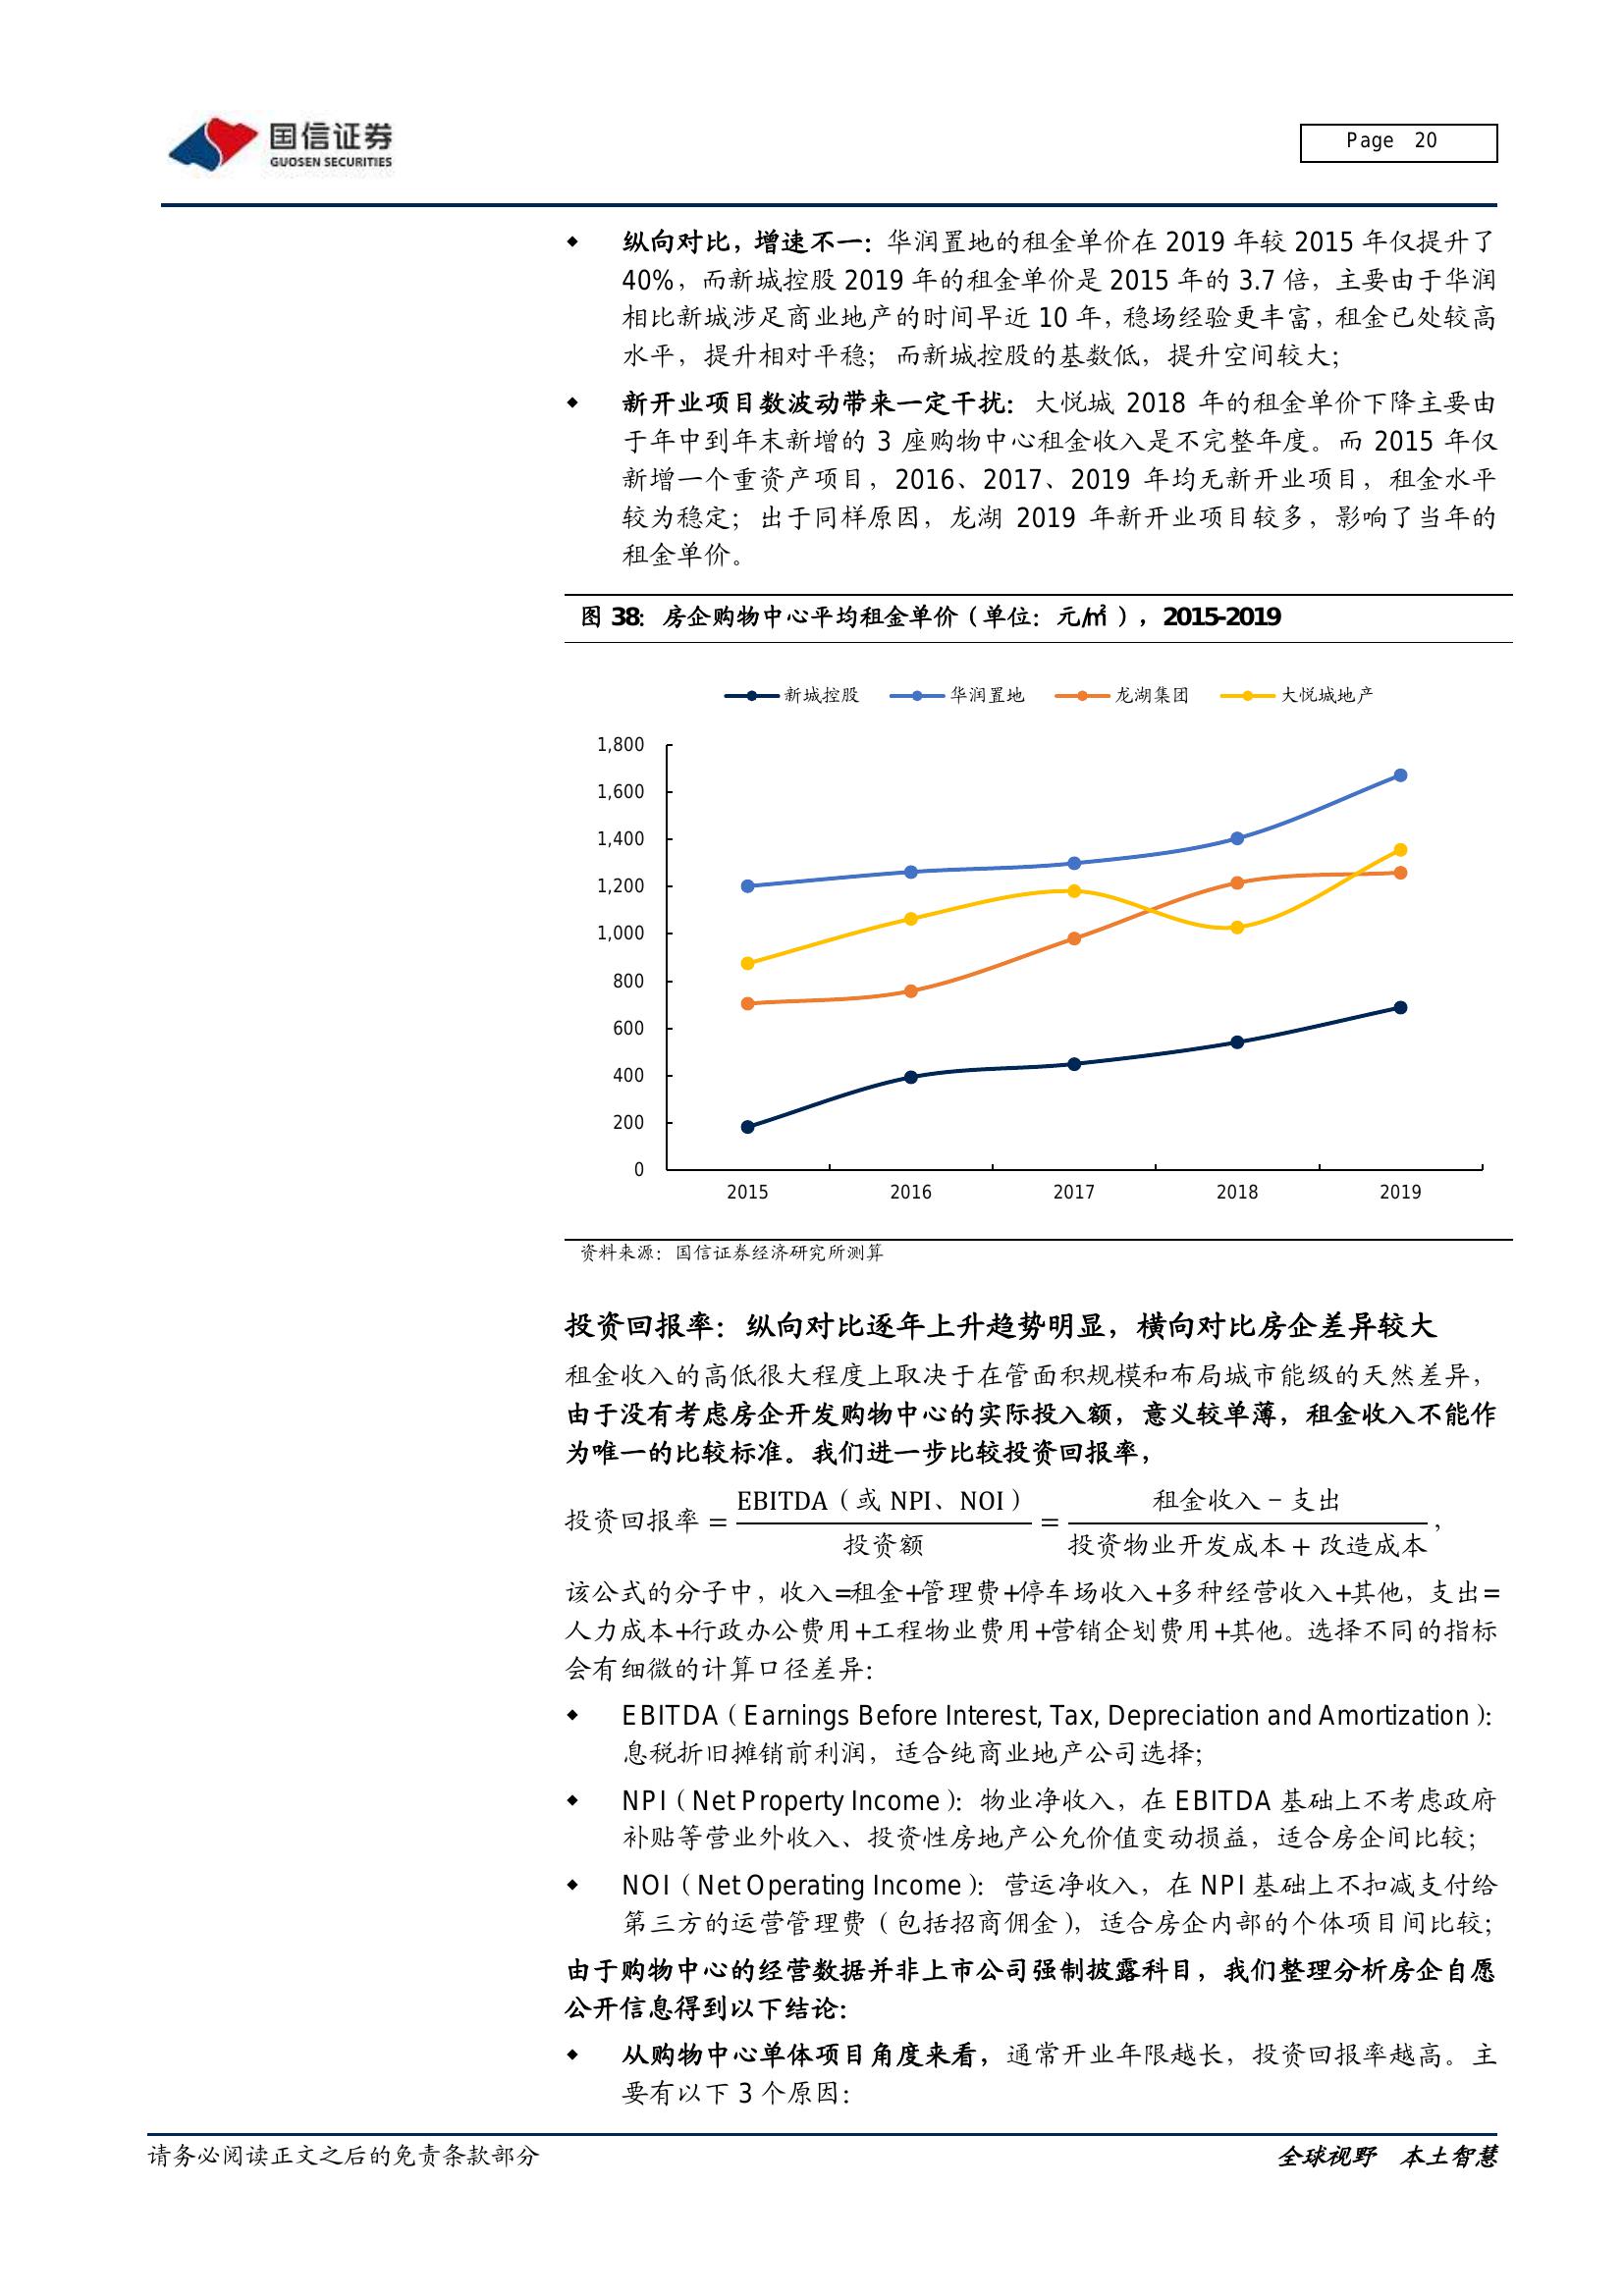 国信证券
GUOSEN SECURITIES
Page 20
◆ 纵向对比，增速不一：华润置地的租金单价在 2019 年较 2015 年仅提升了
40%，而新城控股 2019 年的租金单价是 2015 年的 3.7 倍，主要由于华润
相比新城涉足商业地产的时间早近 10 年，稳场经验更丰富，租金已处较高
水平，提升相对平稳；而新城控股的基数低，提升空间较大；
◆ 新开业项目数波动带来一定干扰：大悦城 2018 年的租金单价下降主要由
于年中到年末新增的 3 座购物中心租金收入是不完整年度。而 2015 年仅
新增一个重资产项目，2016、2017、2019 年均无新开业项目，租金水平
较为稳定；出于同样原因，龙湖 2019 年新开业项目较多，影响了当年的
租金单价。
图 38：房企购物中心平均租金单价（单位：元/㎡），2015-2019
新城控股 华润置地 龙湖集团 大悦城地产
1,800
1,600
1,400
1,200
1,000
800
600
400
200
0
2015 2016 2017 2018 2019
资料来源：国信证券经济研究所测算
投资回报率：纵向对比逐年上升趋势明显，横向对比房企差异较大
租金收入的高低很大程度上取决于在管面积规模和布局城市能级的天然差异，
由于没有考虑房企开发购物中心的实际投入额，意义较单薄，租金收入不能作
为唯一的比较标准。我们进一步比较投资回报率，
EBITDA（或 NPI、NOI） 租金收入 − 支出
投资回报率 = = ，
投资额 投资物业开发成本 + 改造成本
该公式的分子中，收入=租金+管理费+停车场收入+多种经营收入+其他，支出=
人力成本+行政办公费用+工程物业费用+营销企划费用+其他。选择不同的指标
会有细微的计算口径差异：
◆ EBITDA（Earnings Before Interest, Tax, Depreciation and Amortization）：
息税折旧摊销前利润，适合纯商业地产公司选择；
◆ NPI（Net Property Income）：物业净收入，在 EBITDA 基础上不考虑政府
补贴等营业外收入、投资性房地产公允价值变动损益，适合房企间比较；
◆ NOI（Net Operating Income）：营运净收入，在 NPI 基础上不扣减支付给
第三方的运营管理费（包括招商佣金），适合房企内部的个体项目间比较；
由于购物中心的经营数据并非上市公司强制披露科目，我们整理分析房企自愿
公开信息得到以下结论：
◆ 从购物中心单体项目角度来看，通常开业年限越长，投资回报率越高。主
要有以下 3 个原因：
请务必阅读正文之后的免责条款部分
全球视野 本土智慧